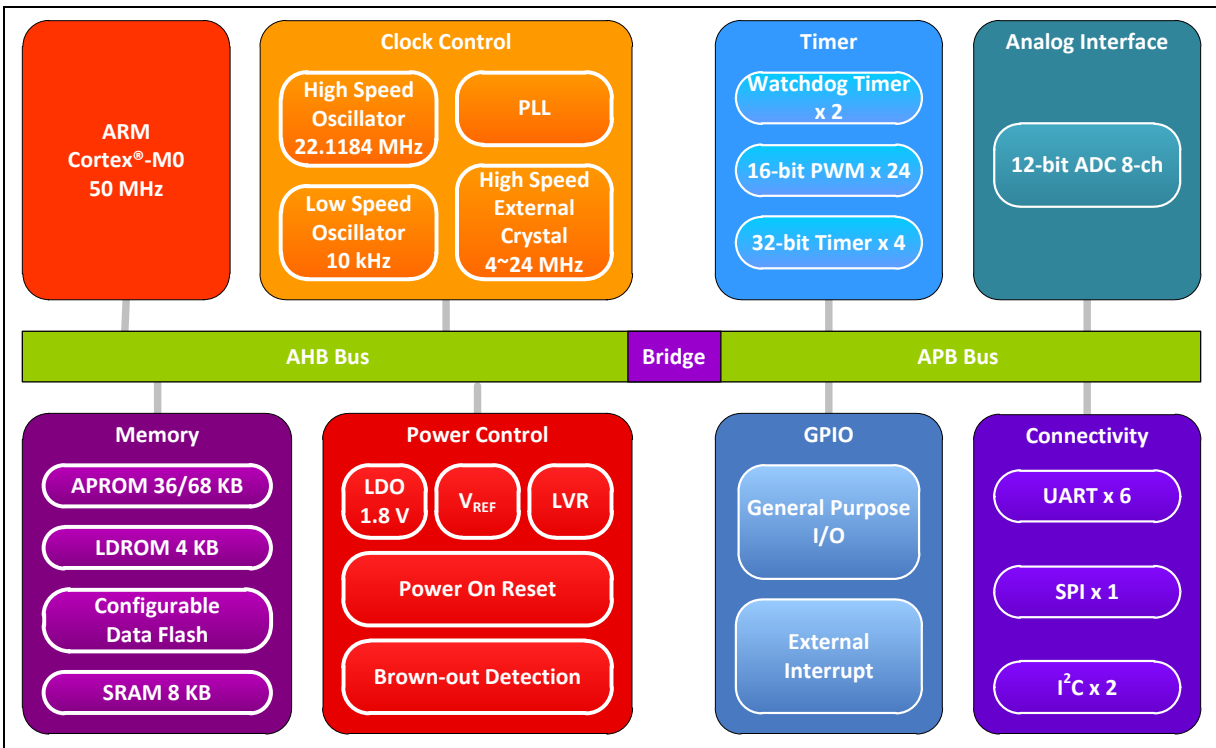 ARM
Cortex®-M0
50 MHz
Clock Control
High Speed
Oscillator
22.1184 MHz
PLL
Low Speed
Oscillator
10 kHz
High Speed
External
Crystal
4~24 MHz
Timer
Watchdog Timer
x 2
16-bit PWM x 24
32-bit Timer x 4
Analog Interface
12-bit ADC 8-ch
AHB Bus
Bridge
APB Bus
Memory
APROM 36/68 KB
LDROM 4 KB
Configurable
Data Flash
SRAM 8 KB
Power Control
LDO
1.8 V
VREF
LVR
Power On Reset
Brown-out Detection
GPIO
General Purpose
I/O
External
Interrupt
Connectivity
UART x 6
SPI x 1
I²C x 2